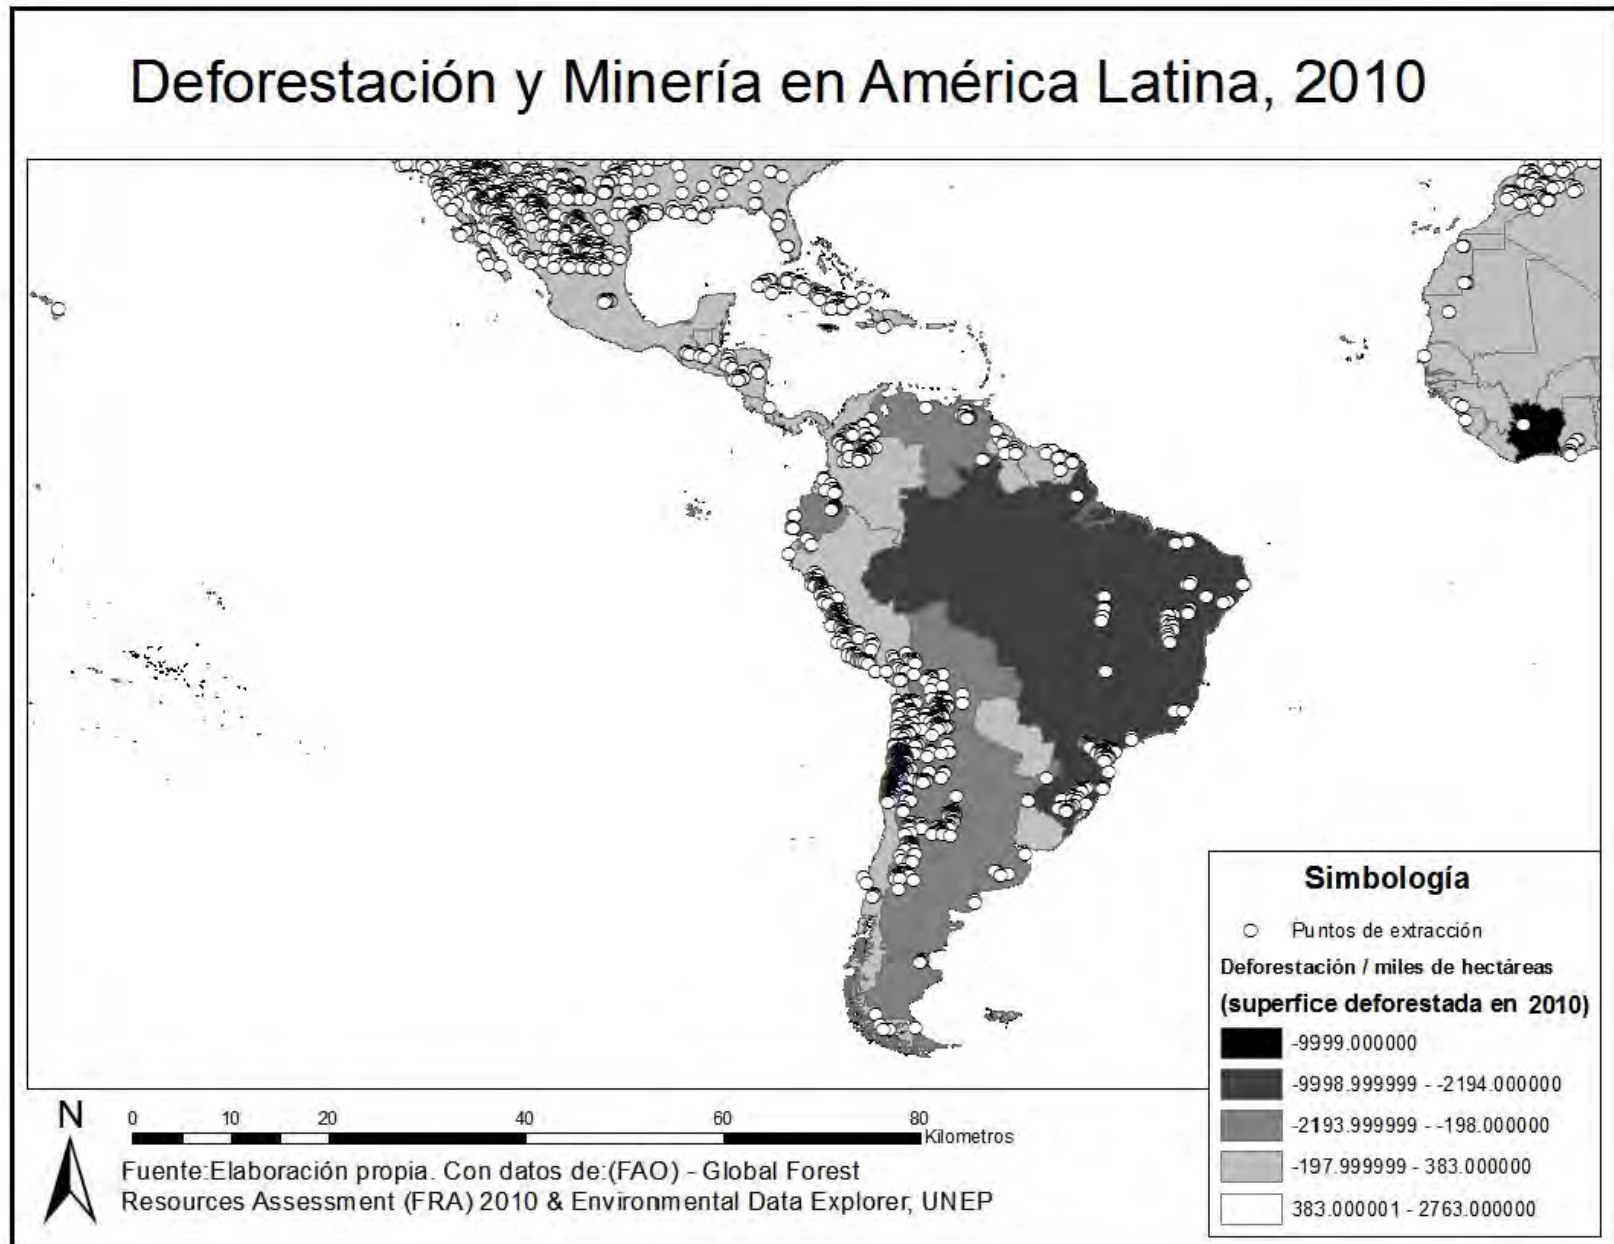 Deforestación y Minería en América Latina, 2010
Simbología
Puntos de extracción
Deforestación / miles de hectáreas
(superfice deforestada en 2010)
-9999.000000
-9998.999999 - -2194.000000
-2193.999999 - -198.000000
-197.999999 - 383.000000
383.000001 - 2763.000000
N
0 10 20 40 60 80
Kilometros
Fuente:Elaboración propia. Con datos de:(FAO) - Global Forest
Resources Assessment (FRA) 2010 & Environmental Data Explorer, UNEP